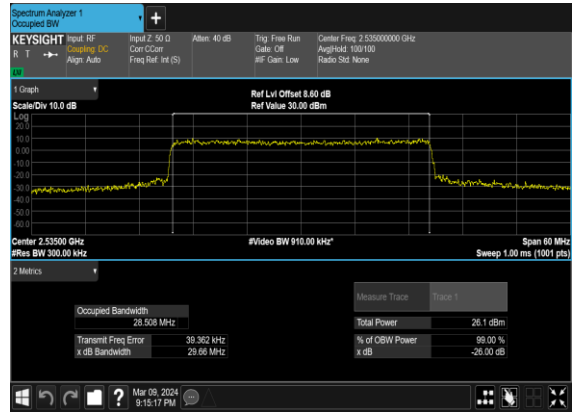 Spectrum Analyzer 1
Occupied BW
+
KEYSIGHT Input: RF Input Z: 50 Ω Atten: 40 dB Trig: Free Run Center Freq: 2.535000000 GHz
R T Coupling: DC Corr CCorr Gate: Off Avg|Hold: 100/100
Align: Auto Freq Ref: Int (S) #IF Gain: Low Radio Std: None
1 Graph
Ref Lvl Offset 8.60 dB
Scale/Div 10.0 dB Ref Value 30.00 dBm
Log
20.0
10.0
0.00
-10.0
-20.0
-30.0
-40.0
-50.0
-60.0
Center 2.53500 GHz #Video BW 910.00 kHz* Span 60 MHz
#Res BW 300.00 kHz Sweep 1.00 ms (1001 pts)
2 Metrics
Measure Trace Trace 1
Occupied Bandwidth
28.508 MHz
Total Power 26.1 dBm
Transmit Freq Error 39.362 kHz % of OBW Power 99.00 %
x dB Bandwidth 29.66 MHz x dB -26.00 dB
? Mar 09, 2024
9:15:17 PM